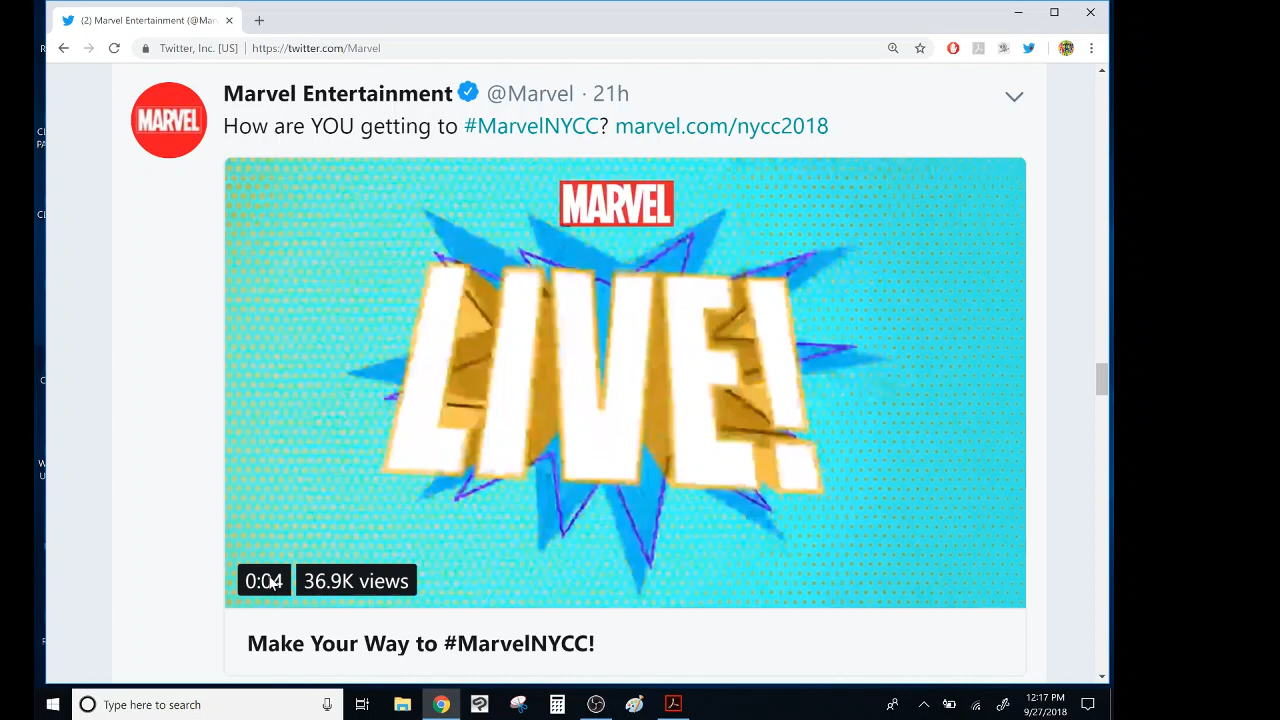 (2) Marvel Entertainment (@Mar
Twitter, Inc. [US] | https://twitter.com/Marvel
Marvel Entertainment @Marvel · 21h
How are YOU getting to #MarvelNYCC? marvel.com/nycc2018
MARVEL
MARVEL
LIVE!
0:04 36.9K views
Make Your Way to #MarvelNYCC!
Type here to search
12:17 PM
9/27/2018